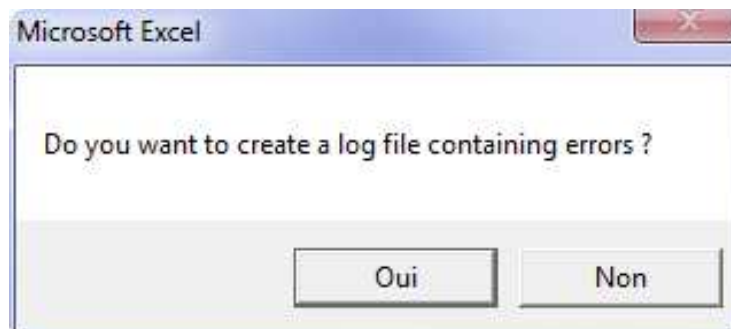 Microsoft Excel
Do you want to create a log file containing errors ?
Oui
Non